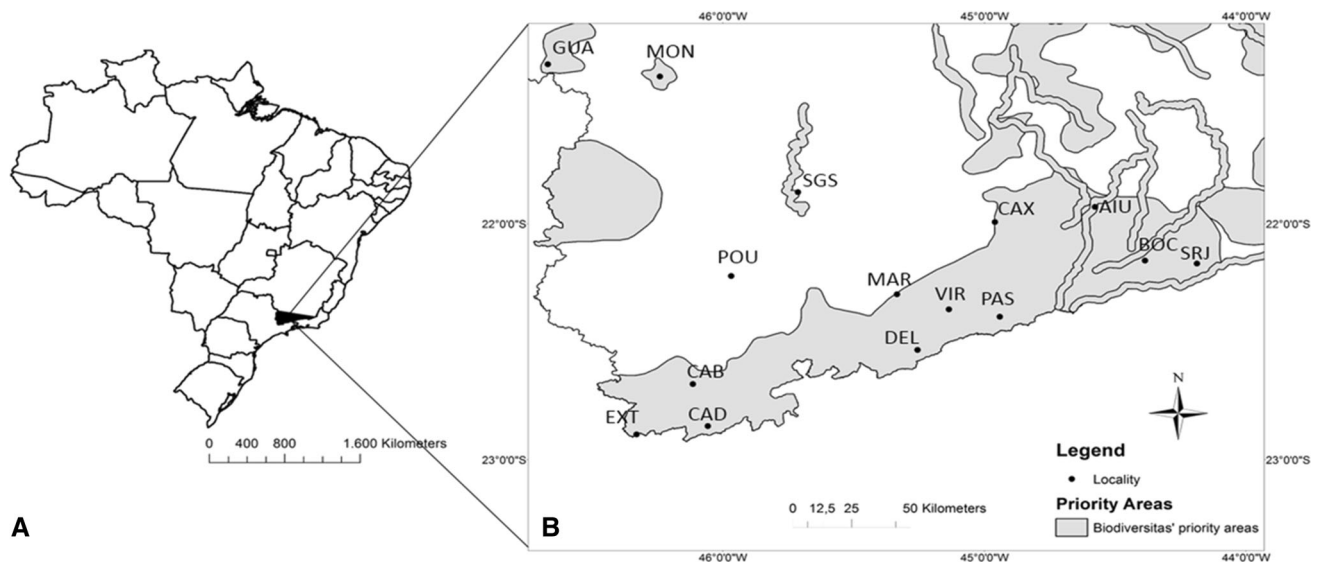 46°0'0"W 45°0'0"W 44°0'0"W
GUA
MON
SGS
CAX
AIU
22°0'0"S
22°0'0"S
BOC
SRJ
POU
MAR
VIR
PAS
DEL
CAB
N
EXT
CAD
0 400 800 1.600 Kilometers
Legend
23°0'0"S
23°0'0"S
Locality
Priority Areas
0 12,5 25 50 Kilometers
A
B
Biodiversitas' priority areas
46°0'0"W 45°0'0"W 44°0'0"W